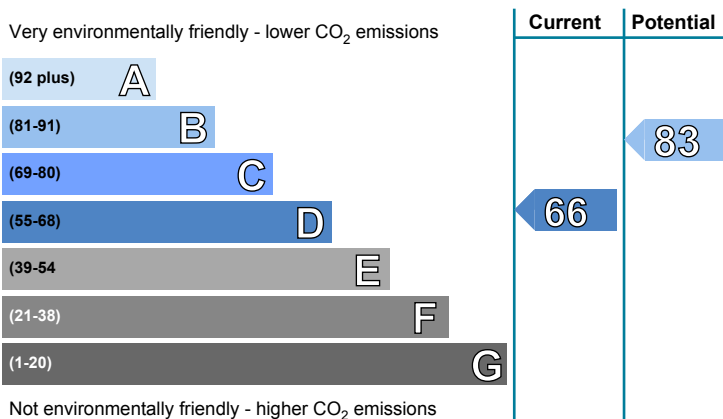 Very environmentally friendly - lower CO2 emissions
Current
Potential
(92 plus) A
(81-91) B
83
(69-80) C
(55-68) D
66
(39-54 E
(21-38) F
(1-20) G
Not environmentally friendly - higher CO2 emissions